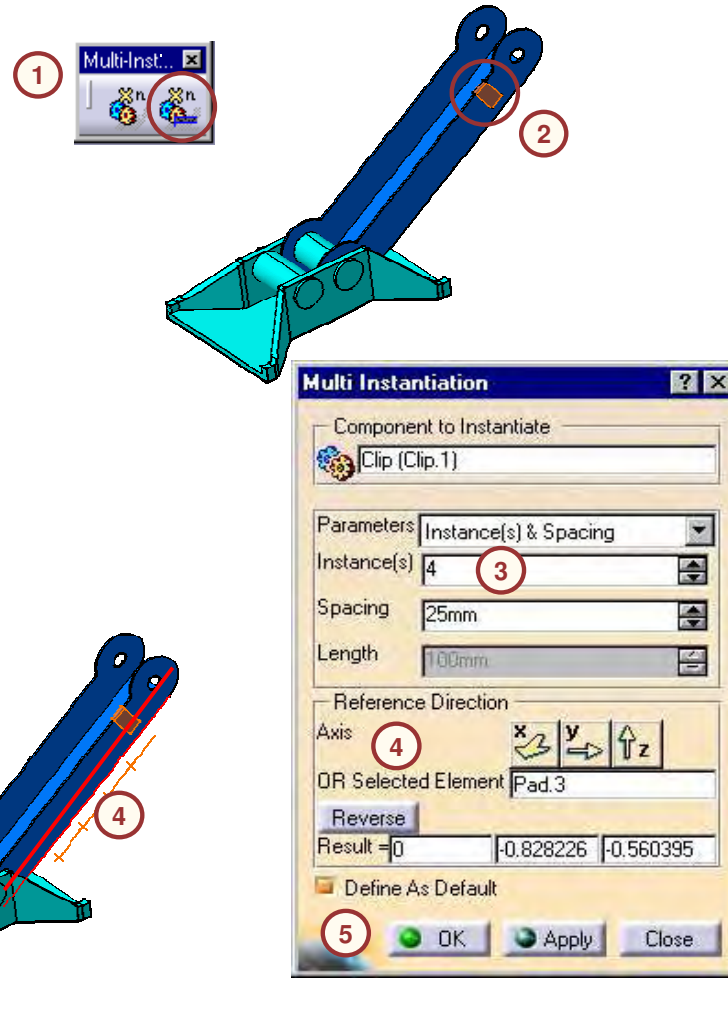 1
Multi-Inst'...
n n
2
Multi Instantiation
Component to Instantiate
Clip (Clip.1)
Parameters Instance(s) & Spacing
Instance(s) 4
3
Spacing 25mm
Length 100mm
Reference Direction
Axis x y z
4
OR Selected Element Pad.3
Reverse
Result = 0 -0.828226 -0.560395
Define As Default
4
5
OK Apply Close